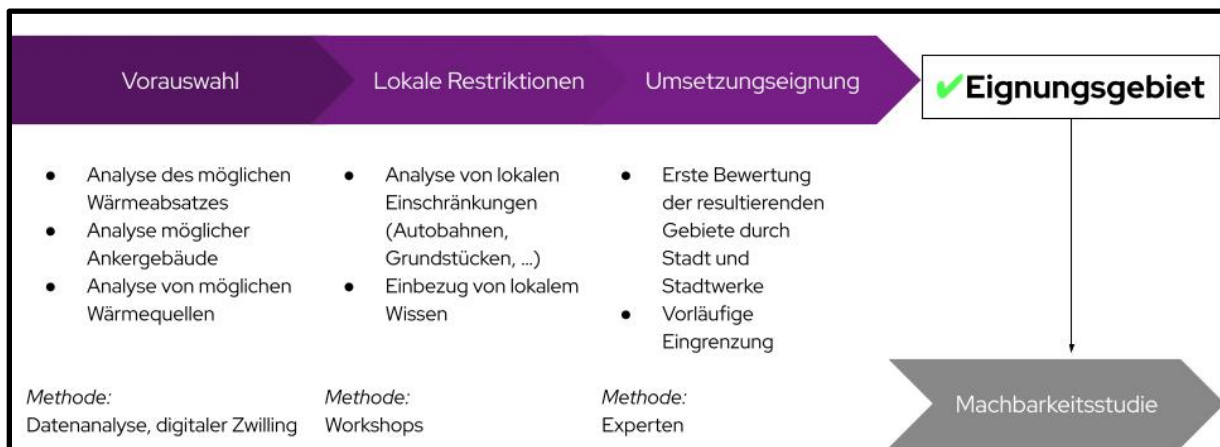 Vorauswahl
Lokale Restriktionen
Umsetzungseignung
✔Eignungsgebiet
● Analyse des möglichen
Wärmeabsatzes
● Analyse möglicher
Ankergebäude
● Analyse von möglichen
Wärmequellen
Methode:
Datenanalyse, digitaler Zwilling
● Analyse von lokalen
Einschränkungen
(Autobahnen,
Grundstücken, ...)
● Einbezug von lokalem
Wissen
Methode:
Workshops
● Erste Bewertung
der resultierenden
Gebiete durch
Stadt und
Stadtwerke
● Vorläufige
Eingrenzung
Methode:
Experten
Machbarkeitsstudie